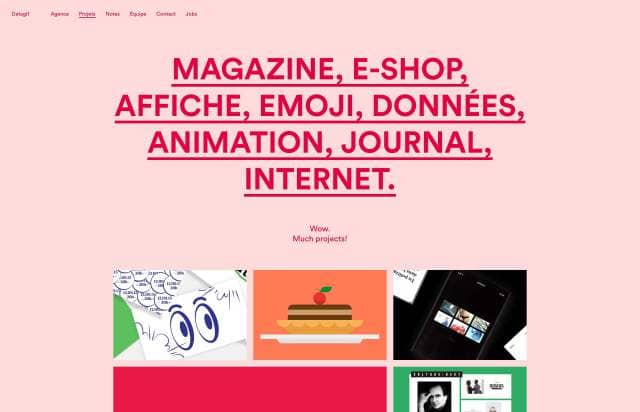 Datagif
Agence
Projets
Notes
Équipe
Contact
Jobs
MAGAZINE, E-SHOP,
AFFICHE, EMOJI, DONNÉES,
ANIMATION, JOURNAL,
INTERNET.
Wow.
Much projects!